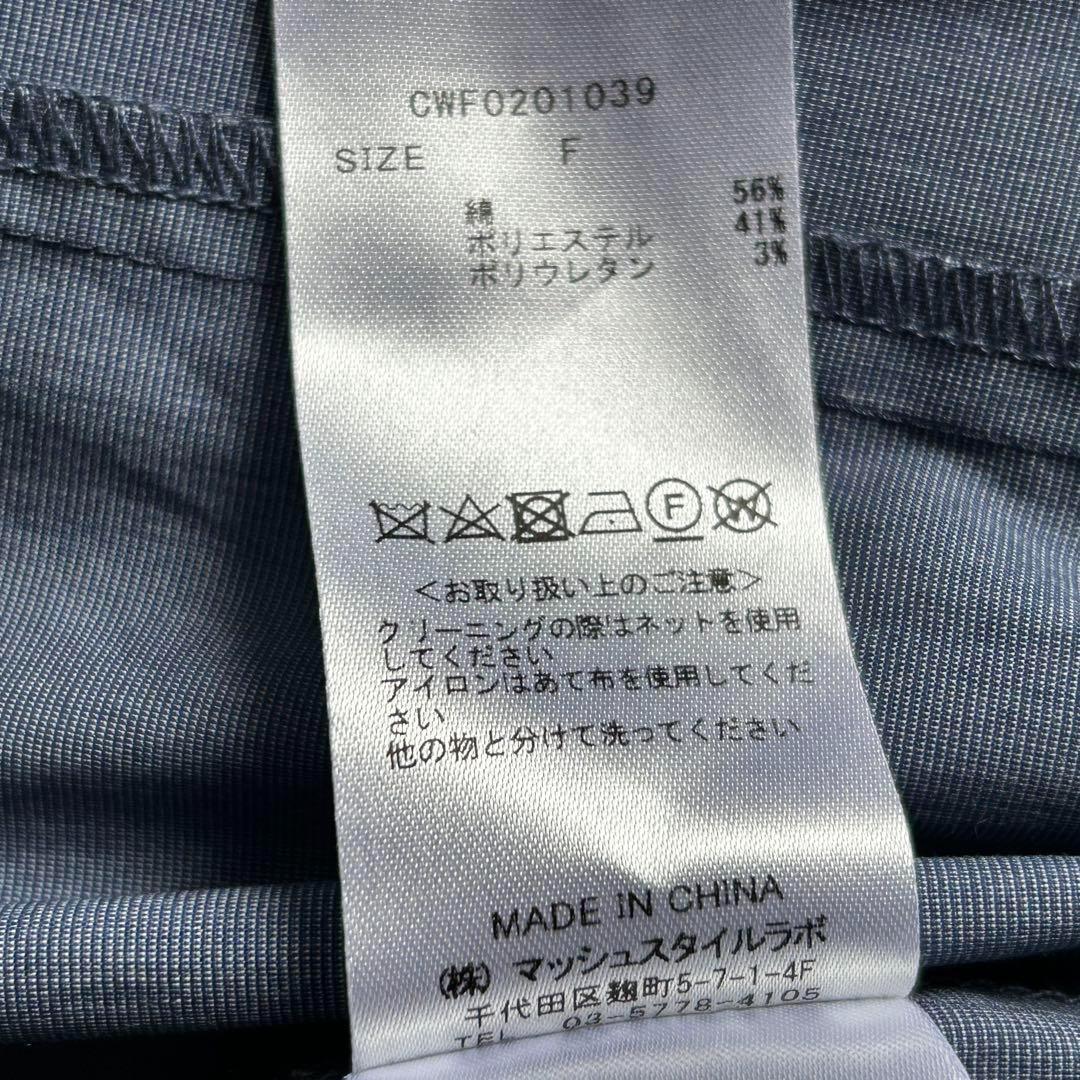 CWF0201039
SIZE F
綿 56%
ポリエステル 41%
ポリウレタン 3%
F W
<お取り扱い上のご注意>
クリーニングの際はネットを使用
してください
アイロンはあて布を使用してくだ
さい
他の物と分けて洗ってください
MADE IN CHINA
(株) マッシュスタイルラボ
千代田区麹町5-7-1-4F
TEL 03-5778-4105